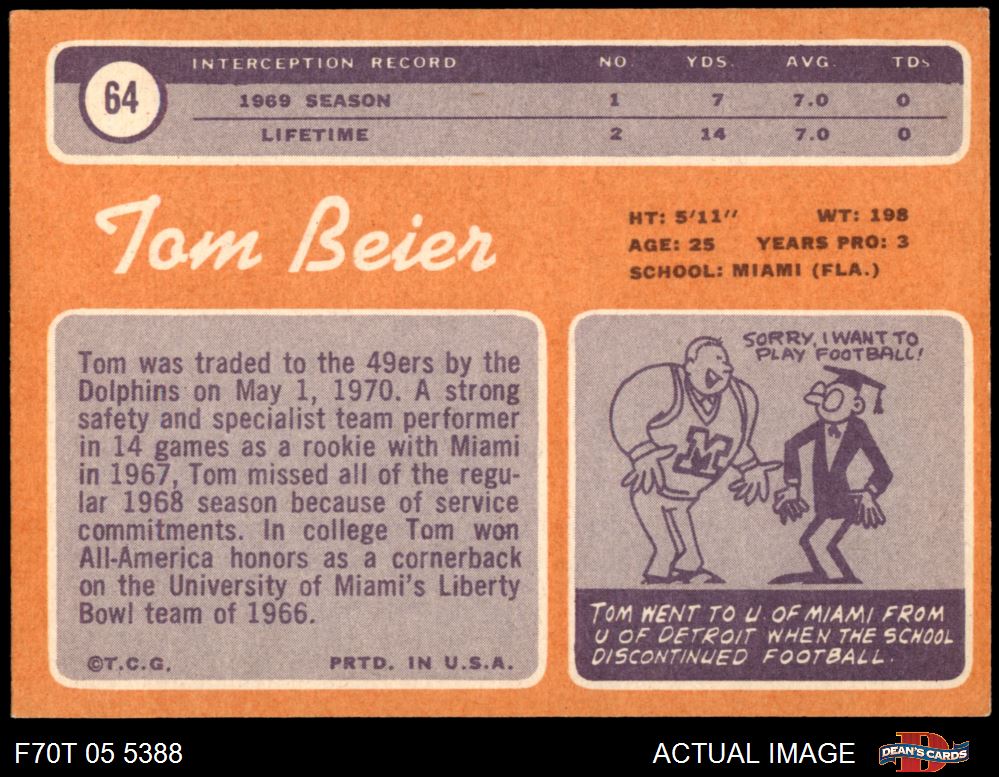 INTERCEPTION RECORD NO. YDS. AVG. TDs
64
1969 SEASON 1 7 7.0 0
LIFETIME 2 14 7.0 0
Tom Beier
HT: 5'11" WT: 198
AGE: 25 YEARS PRO: 3
SCHOOL: MIAMI (FLA.)
Tom was traded to the 49ers by the
Dolphins on May 1, 1970. A strong
safety and specialist team performer
in 14 games as a rookie with Miami
in 1967, Tom missed all of the regu-
lar 1968 season because of service
commitments. In college Tom won
All-America honors as a cornerback
on the University of Miami's Liberty
Bowl team of 1966.
©T.C.G. PRTD. IN U.S.A.
SORRY, I WANT TO
PLAY FOOTBALL!
M
TOM WENT TO U. OF MIAMI FROM
U OF DETROIT WHEN THE SCHOOL
DISCONTINUED FOOTBALL.
F70T 05 5388 ACTUAL IMAGE
D
DEAN'S CARDS